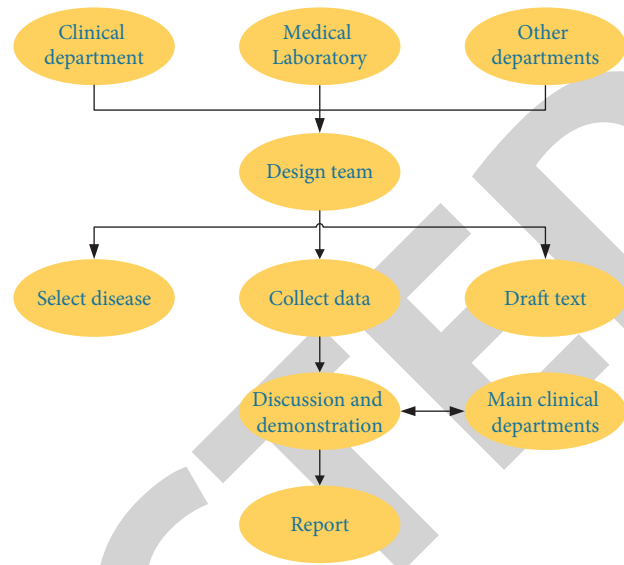 Clinical
department
Medical
Laboratory
Other
departments
Design team
Select disease
Collect data
Draft text
Discussion and
demonstration
Main clinical
departments
Report